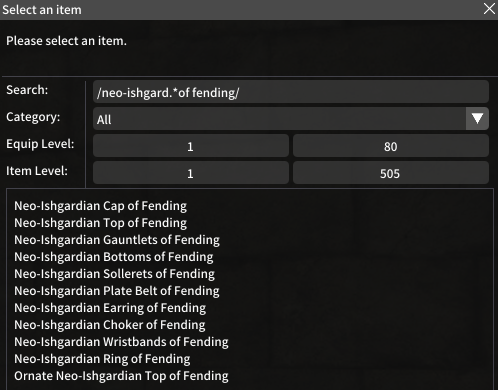 Select an item
Please select an item.
Search: /neo-ishgard.*of fending/
Category: All
Equip Level: 1 80
Item Level: 1 505
Neo-Ishgardian Cap of Fending
Neo-Ishgardian Top of Fending
Neo-Ishgardian Gauntlets of Fending
Neo-Ishgardian Bottoms of Fending
Neo-Ishgardian Sollerets of Fending
Neo-Ishgardian Plate Belt of Fending
Neo-Ishgardian Earring of Fending
Neo-Ishgardian Choker of Fending
Neo-Ishgardian Wristbands of Fending
Neo-Ishgardian Ring of Fending
Ornate Neo-Ishgardian Top of Fending